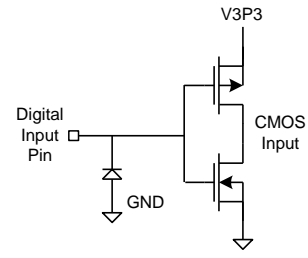 V3P3
Digital
Input
Pin
CMOS
Input
GND